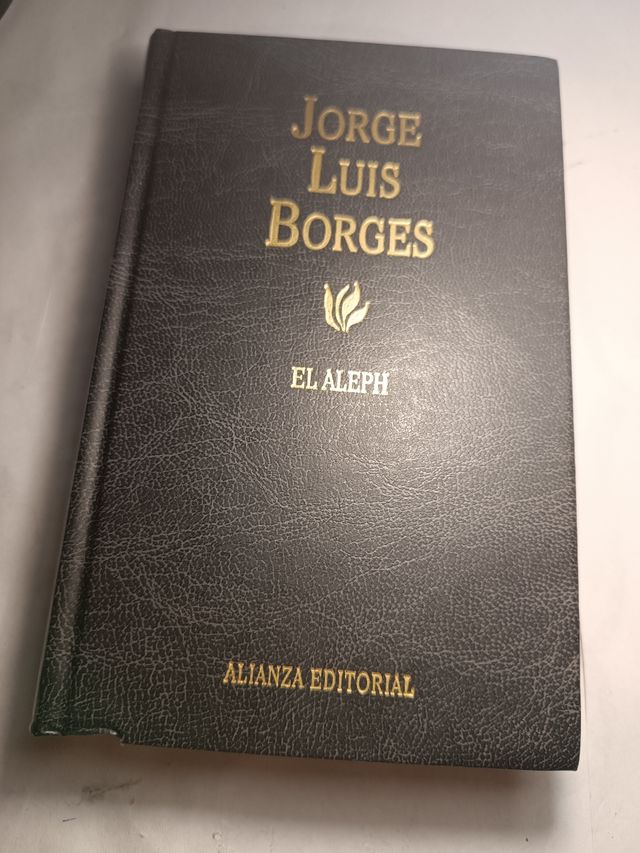 JORGE
LUIS
BORGES
EL ALEPH
ALIANZA EDITORIAL